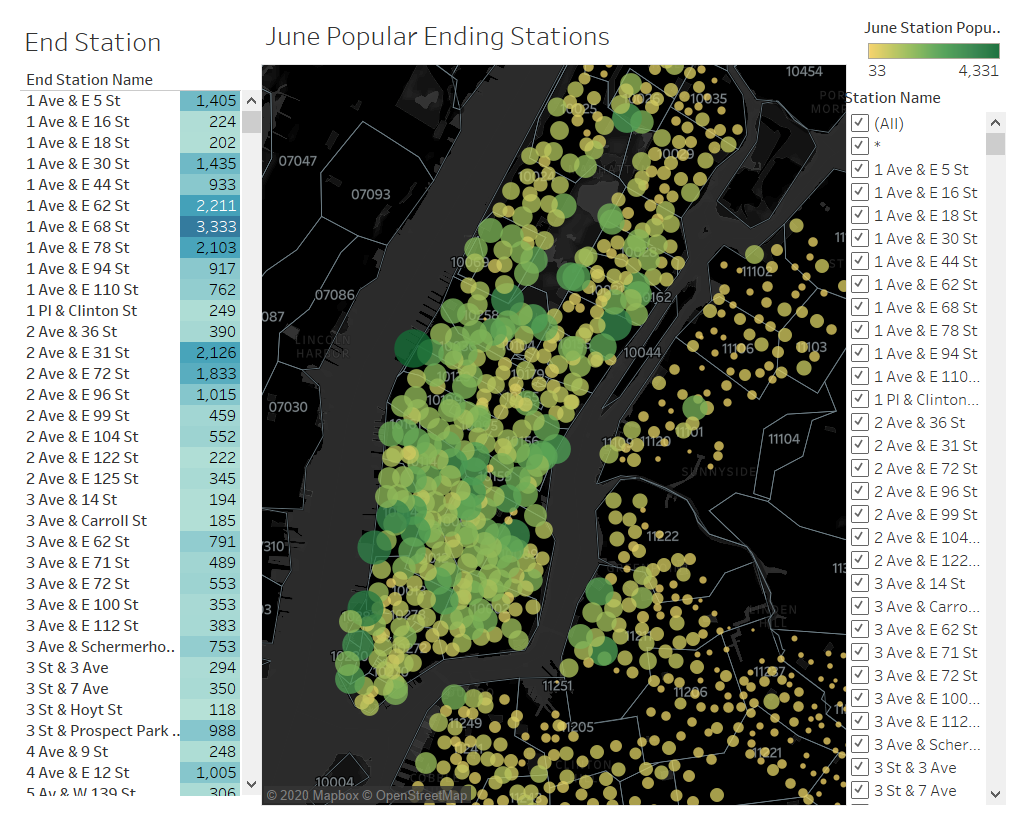 End Station
End Station Name
1 Ave & E 5 St 1,405
1 Ave & E 16 St 224
1 Ave & E 18 St 202
1 Ave & E 30 St 1,435
1 Ave & E 44 St 933
1 Ave & E 62 St 2,211
1 Ave & E 68 St 3,333
1 Ave & E 78 St 2,103
1 Ave & E 94 St 917
1 Ave & E 110 St 762
1 Pl & Clinton St 249
2 Ave & 36 St 390
2 Ave & E 31 St 2,126
2 Ave & E 72 St 1,833
2 Ave & E 96 St 1,015
2 Ave & E 99 St 459
2 Ave & E 104 St 552
2 Ave & E 122 St 222
2 Ave & E 125 St 345
3 Ave & 14 St 194
3 Ave & Carroll St 185
3 Ave & E 62 St 791
3 Ave & E 71 St 489
3 Ave & E 72 St 553
3 Ave & E 100 St 353
3 Ave & E 112 St 383
3 Ave & Schermerho.. 753
3 St & 3 Ave 294
3 St & 7 Ave 350
3 St & Hoyt St 118
3 St & Prospect Park .. 988
4 Ave & 9 St 248
4 Ave & E 12 St 1,005
5 Av & W 139 St 306
June Popular Ending Stations
10454
10025
10035
10029
07047
07093
10024
10069
10028
11102
07086
10162
10258
087
LINCOLN
HARBOR
10044
11106
103
10179
07030
11101
11104
SUNNYSIDE
7310
11222
LINDEN
HILL
11211
11237
11251
11206
11249
11205
11221
10004
© 2020 Mapbox © OpenStreetMap
June Station Popu..
33 4,331
Station Name
(All)
*
1 Ave & E 5 St
1 Ave & E 16 St
1 Ave & E 18 St
1 Ave & E 30 St
1 Ave & E 44 St
1 Ave & E 62 St
1 Ave & E 68 St
1 Ave & E 78 St
1 Ave & E 94 St
1 Ave & E 110...
1 Pl & Clinton...
2 Ave & 36 St
2 Ave & E 31 St
2 Ave & E 72 St
2 Ave & E 96 St
2 Ave & E 99 St
2 Ave & E 104...
2 Ave & E 122...
3 Ave & 14 St
3 Ave & Carro...
3 Ave & E 62 St
3 Ave & E 71 St
3 Ave & E 72 St
3 Ave & E 100...
3 Ave & E 112...
3 Ave & Scher...
3 St & 3 Ave
3 St & 7 Ave